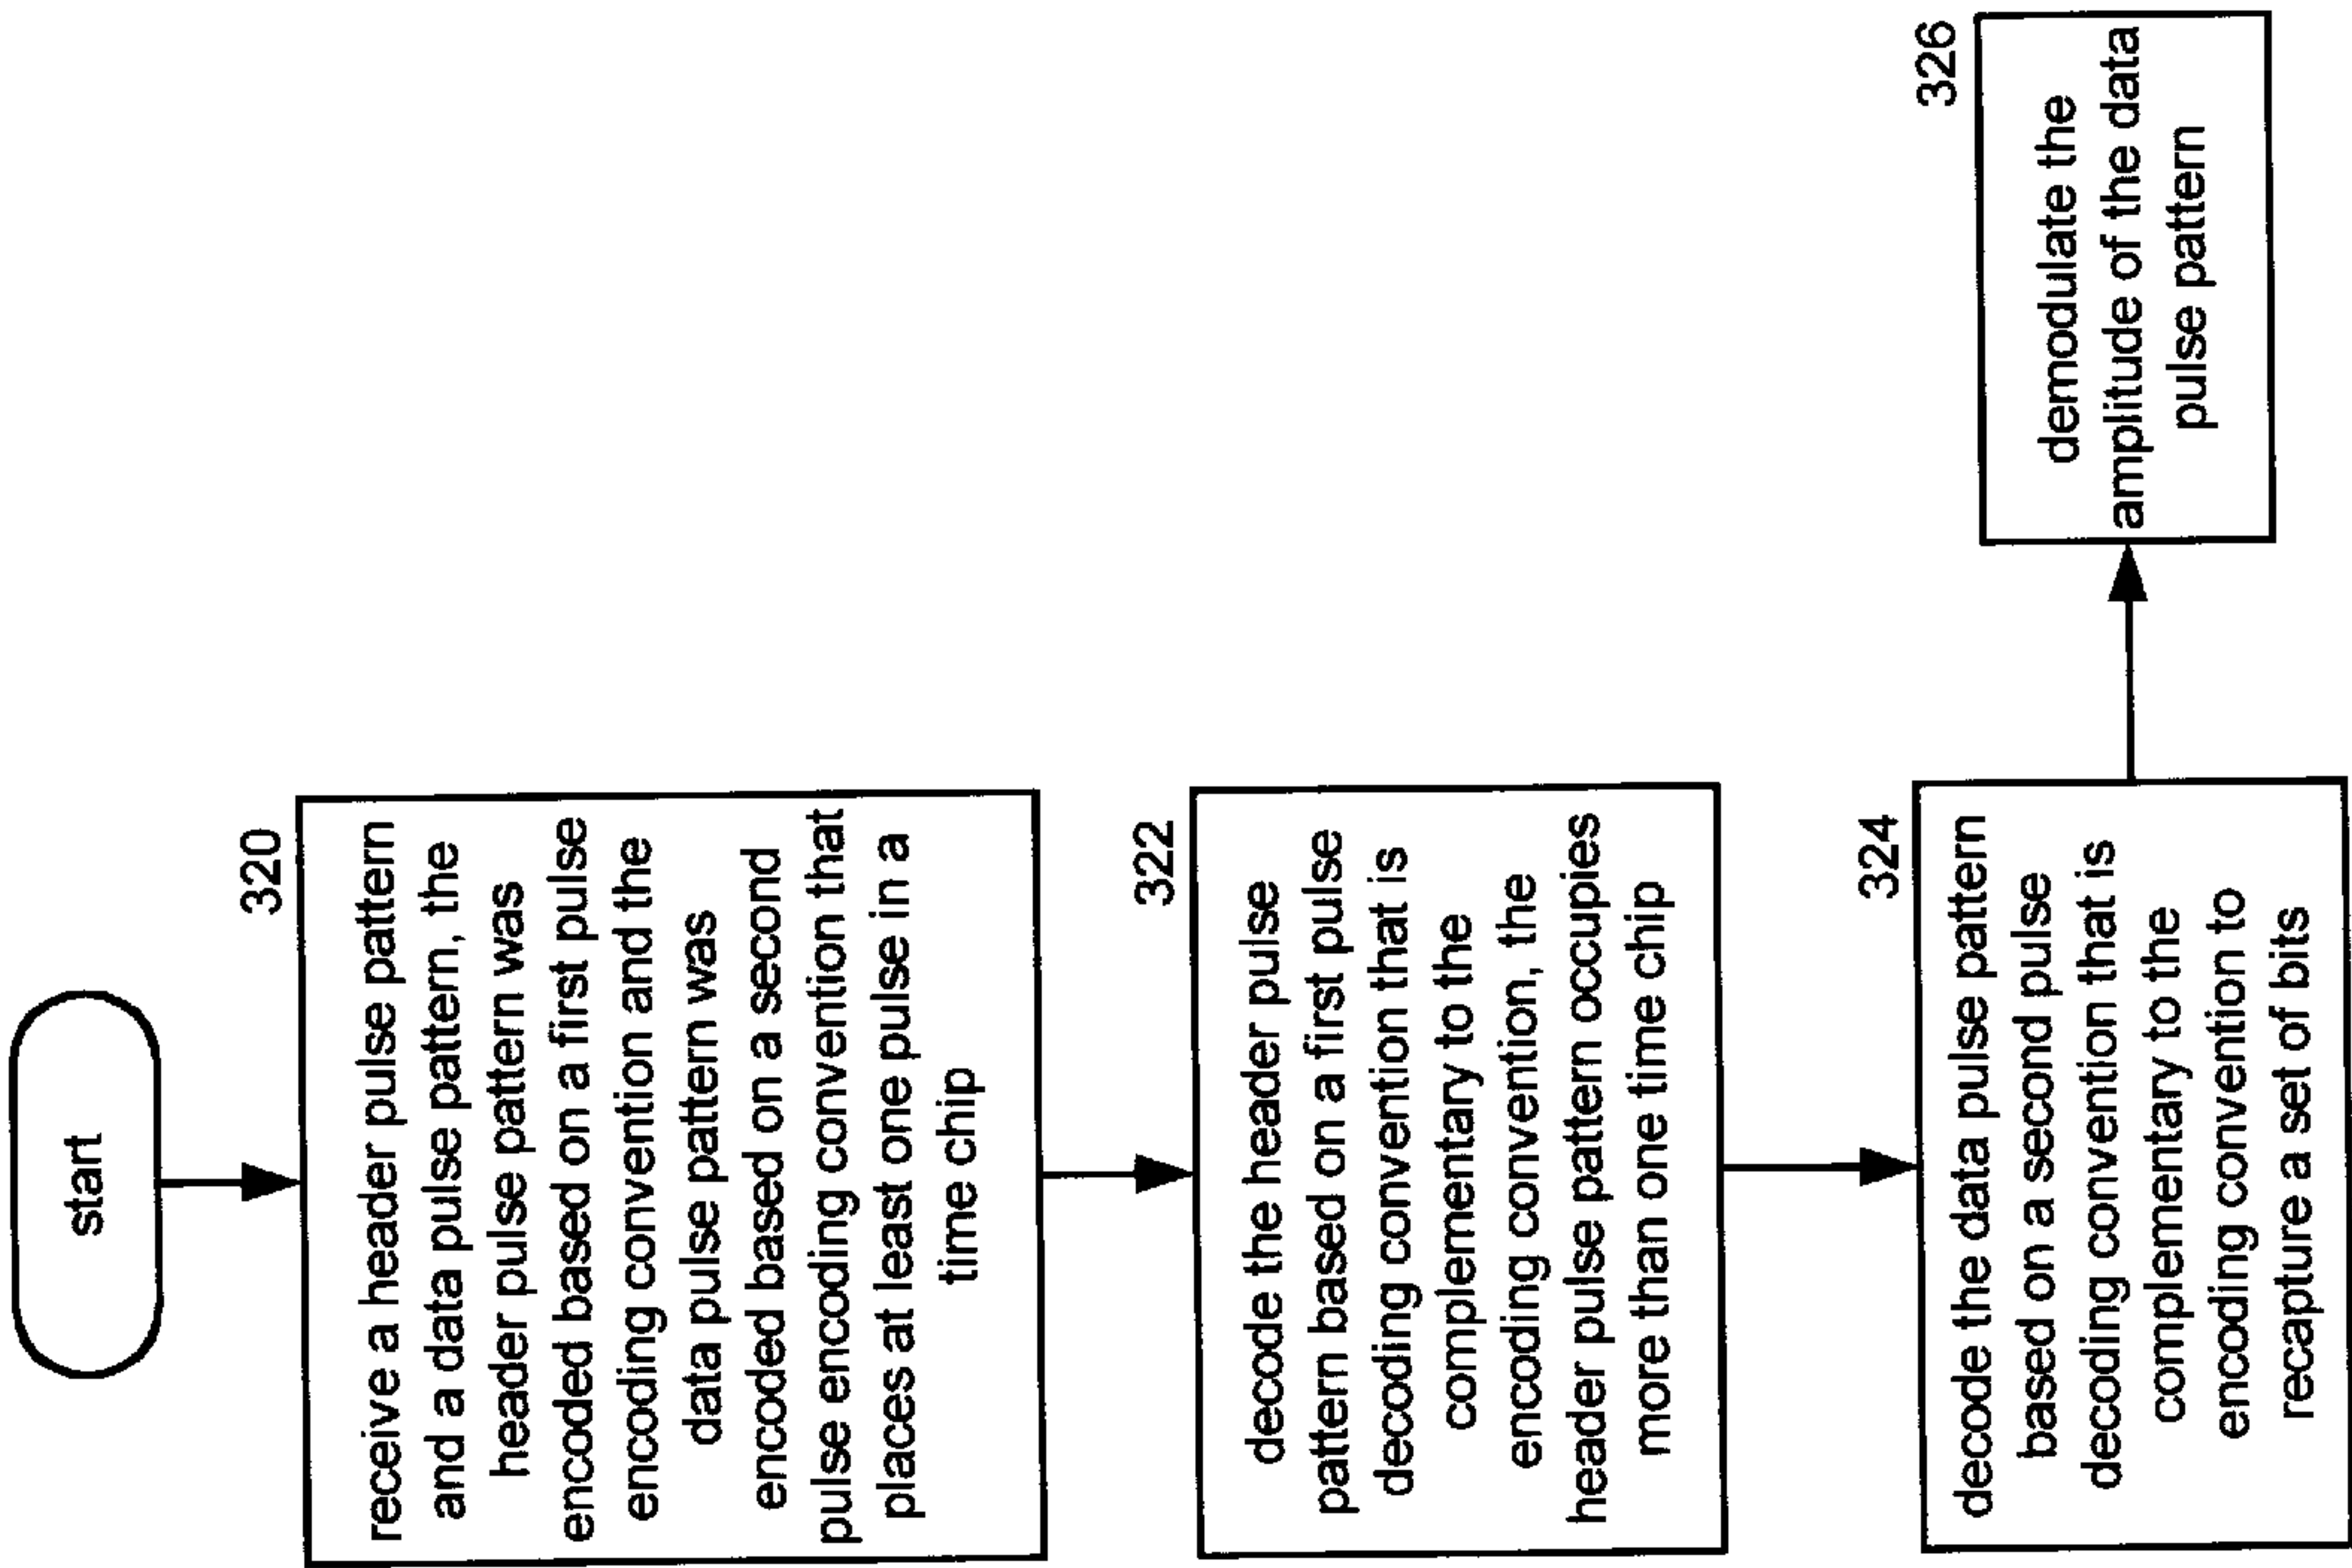 start
320
receive a header pulse pattern
and a data pulse pattern, the
header pulse pattern was
encoded based on a first pulse
encoding convention and the
data pulse pattern was
encoded based on a second
pulse encoding convention that
places at least one pulse in a
time chip
322
decode the header pulse
pattern based on a first pulse
decoding convention that is
complementary to the
encoding convention, the
header pulse pattern occupies
more than one time chip
324
decode the data pulse pattern
based on a second pulse
decoding convention that is
complementary to the
encoding convention to
recapture a set of bits
326
demodulate the
amplitude of the data
pulse pattern